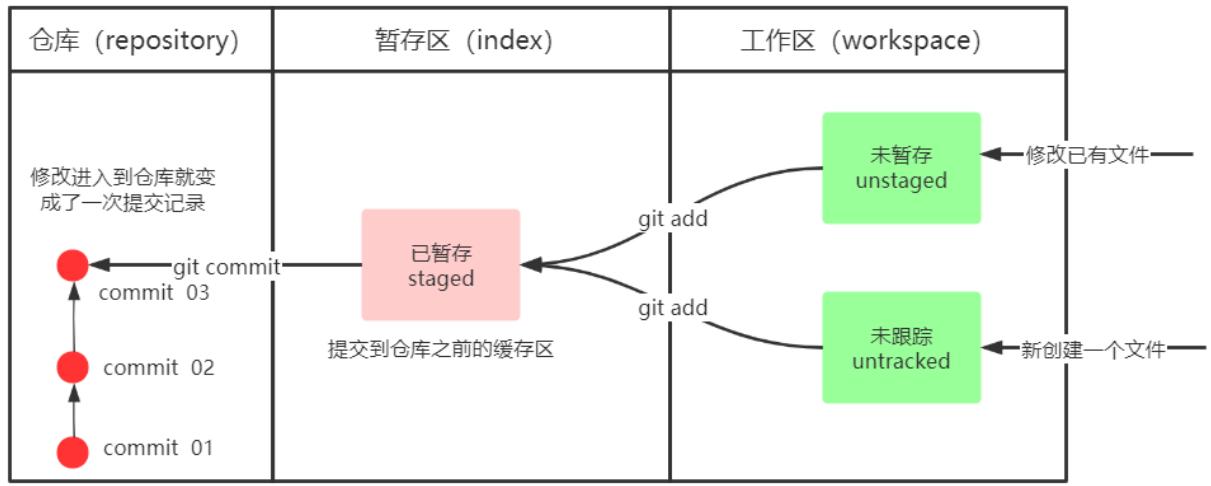 仓库（repository）
暂存区（index）
工作区（workspace）
未暂存
unstaged
修改已有文件
修改进入到仓库就变
成了一次提交记录
git add
已暂存
staged
git commit
commit 03
git add
未跟踪
untracked
新创建一个文件
提交到仓库之前的缓存区
commit 02
commit 01